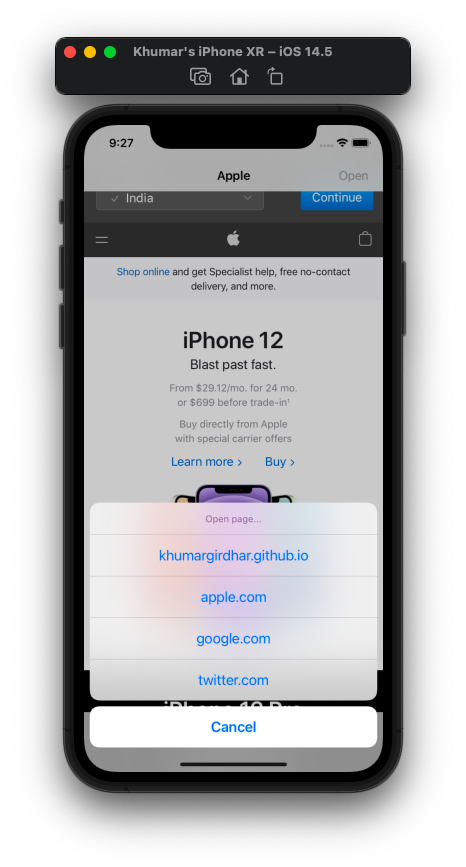 Khumar's iPhone XR – iOS 14.5
9:27
Apple
Open
India
Continue
Shop online and get Specialist help, free no-contact
delivery, and more.
iPhone 12
Blast past fast.
From $29.12/mo. for 24 mo.
or $699 before trade-in¹
Buy directly from Apple
with special carrier offers
Learn more >
Buy >
Open page...
khumargirdhar.github.io
apple.com
google.com
twitter.com
iPhone 12 Pro
Cancel